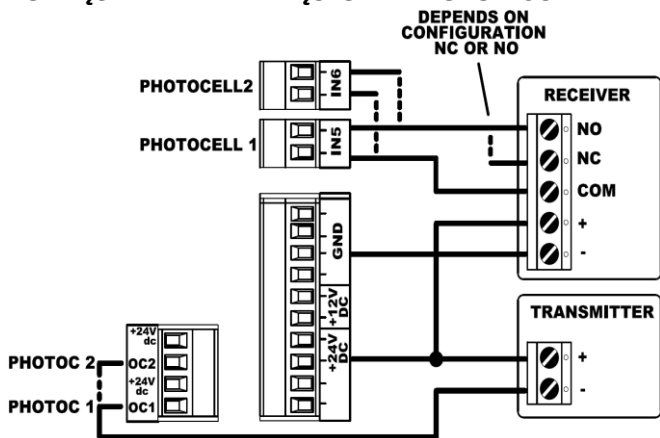 DEPENDS ON
CONFIGURATION
NC OR NO
PHOTOCELL2
IN6
PHOTOCELL 1
IN5
RECEIVER
NO
NC
COM
+
-
GND
+12V
DC
+24V
DC
TRANSMITTER
+
-
+24V
dc
PHOTOC 2
OC2
+24V
dc
PHOTOC 1
OC1